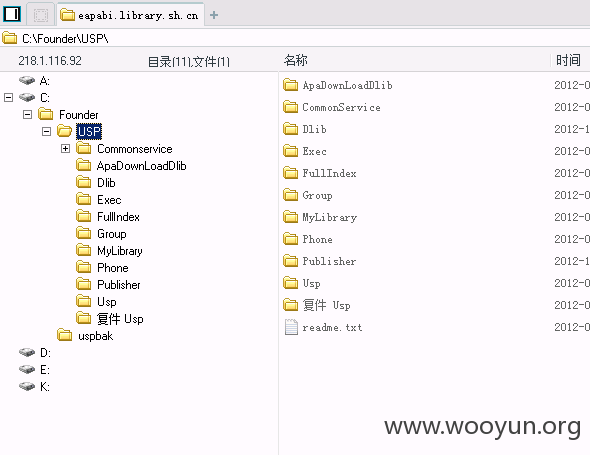 eapabi.library.sh.cn
C:\Founder\USP\
218.1.116.92 目录(11),文件(1) 名称 时间
A:
C:
Founder
USP
Commonservice
ApaDownLoadDlib
Dlib
Exec
FullIndex
Group
MyLibrary
Phone
Publisher
Usp
复件 Usp
uspbak
D:
E:
K:
ApaDownLoadDlib 2012-0
CommonService 2012-0
Dlib 2012-1
Exec 2012-0
FullIndex 2012-0
Group 2012-0
MyLibrary 2012-0
Phone 2012-0
Publisher 2012-1
Usp 2012-0
复件 Usp 2012-0
readme.txt 2012-0
www.wooyun.org